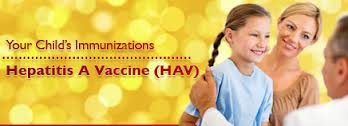 Your Child's Immunizations
Hepatitis A Vaccine (HAV)